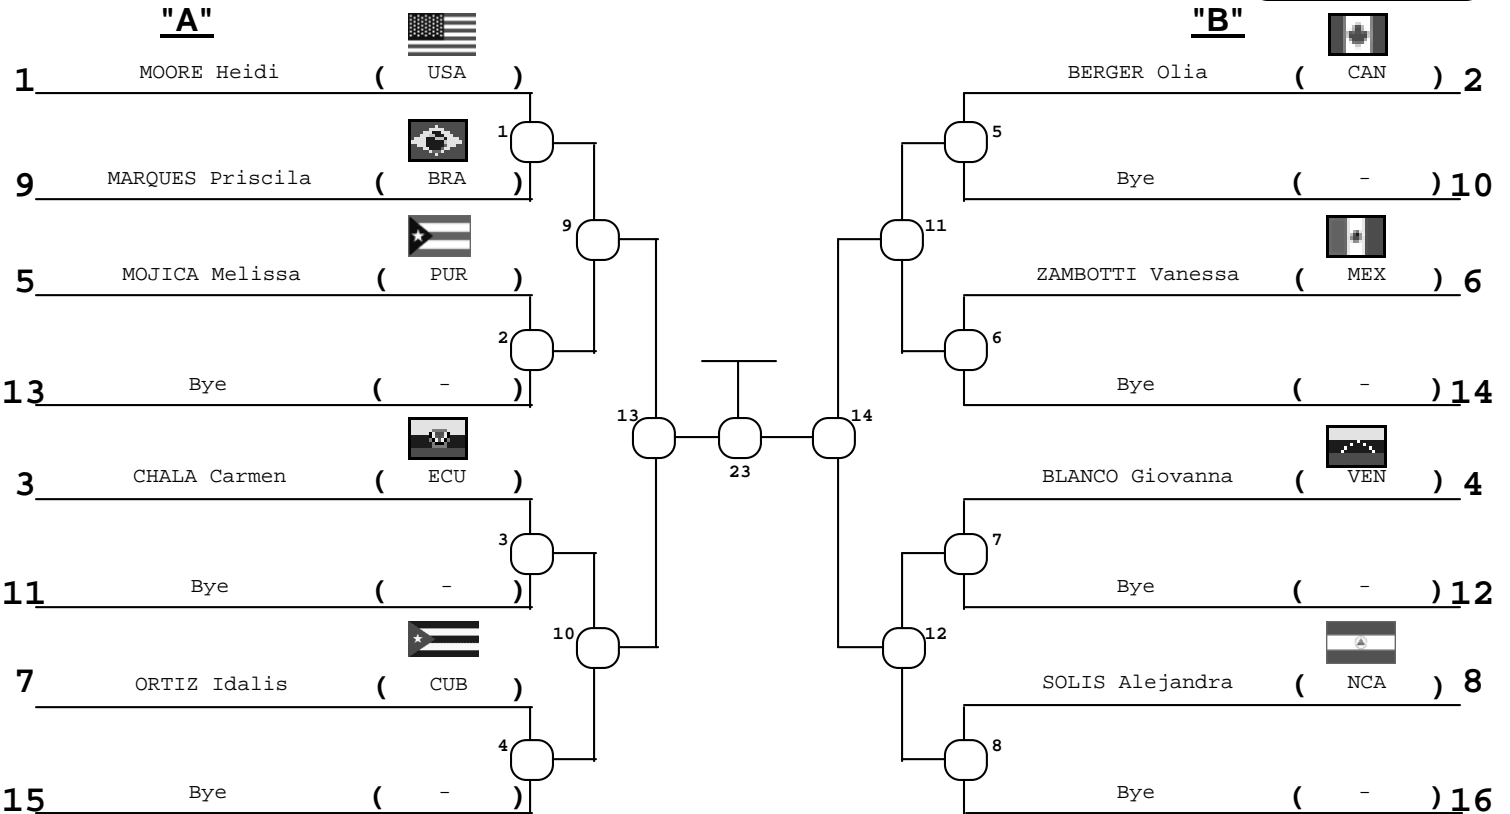 "A" "B"
1 MOORE Heidi ( USA ) BERGER Olia ( CAN ) 2
1 5
9 MARQUES Priscila ( BRA ) Bye ( - ) 10
9 11
5 MOJICA Melissa ( PUR ) ZAMBOTTI Vanessa ( MEX ) 6
2 6
13 Bye ( - ) Bye ( - ) 14
13 14
23
3 CHALA Carmen ( ECU ) BLANCO Giovanna ( VEN ) 4
3 7
11 Bye ( - ) Bye ( - ) 12
10 12
7 ORTIZ Idalis ( CUB ) SOLIS Alejandra ( NCA ) 8
4 8
15 Bye ( - ) Bye ( - ) 16